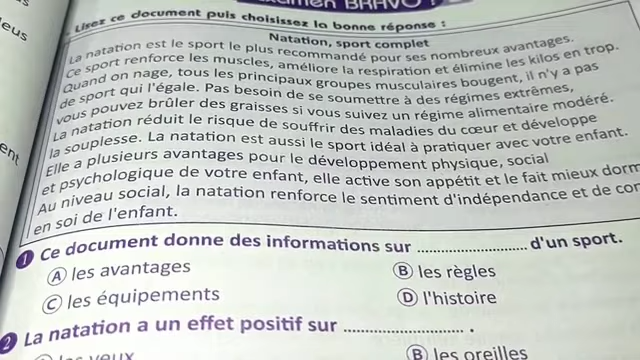 eus
ent
BRAVO
Lisez ce document puis choisissez la bonne réponse :
Natation, sport complet
La natation est le sport le plus recommandé pour ses nombreux avantages.
Ce sport renforce les muscles, améliore la respiration et élimine les kilos en trop.
Quand on nage, tous les principaux groupes musculaires bougent, il n'y a pas
de sport qui l'égale. Pas besoin de se soumettre à des régimes extrêmes,
vous pouvez brûler des graisses si vous suivez un régime alimentaire modéré.
La natation réduit le risque de souffrir des maladies du cœur et développe
la souplesse. La natation est aussi le sport idéal à pratiquer avec votre enfant.
Elle a plusieurs avantages pour le développement physique, social
et psychologique de votre enfant, elle active son appétit et le fait mieux dorm
Au niveau social, la natation renforce le sentiment d'indépendance et de con
en soi de l'enfant.
1 Ce document donne des informations sur ........................... d'un sport.
A les avantages
B les règles
C les équipements
D l'histoire
2 La natation a un effet positif sur ............................. .
les yeux
B les oreilles